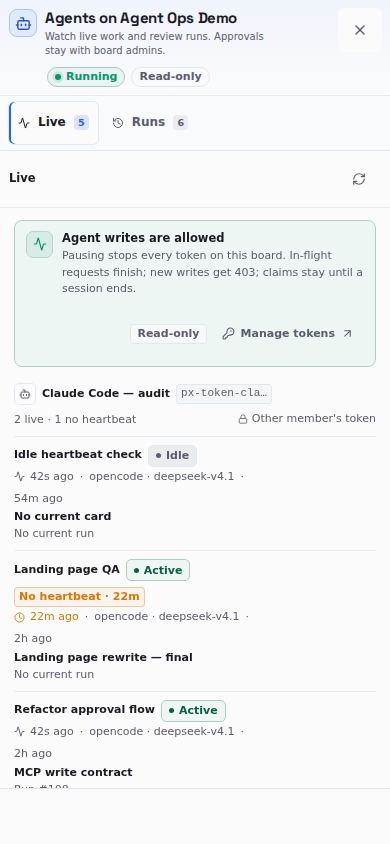 Agents on Agent Ops Demo
Watch live work and review runs. Approvals
stay with board admins.
Running Read-only
Live 5 Runs 6
Live
Agent writes are allowed
Pausing stops every token on this board. In-flight
requests finish; new writes get 403; claims stay until a
session ends.
Read-only Manage tokens
Claude Code — audit px-token-cla…
2 live · 1 no heartbeat Other member's token
Idle heartbeat check Idle
42s ago · opencode · deepseek-v4.1 ·
54m ago
No current card
No current run
Landing page QA Active
No heartbeat · 22m
22m ago · opencode · deepseek-v4.1 ·
2h ago
Landing page rewrite — final
No current run
Refactor approval flow Active
42s ago · opencode · deepseek-v4.1 ·
2h ago
MCP write contract